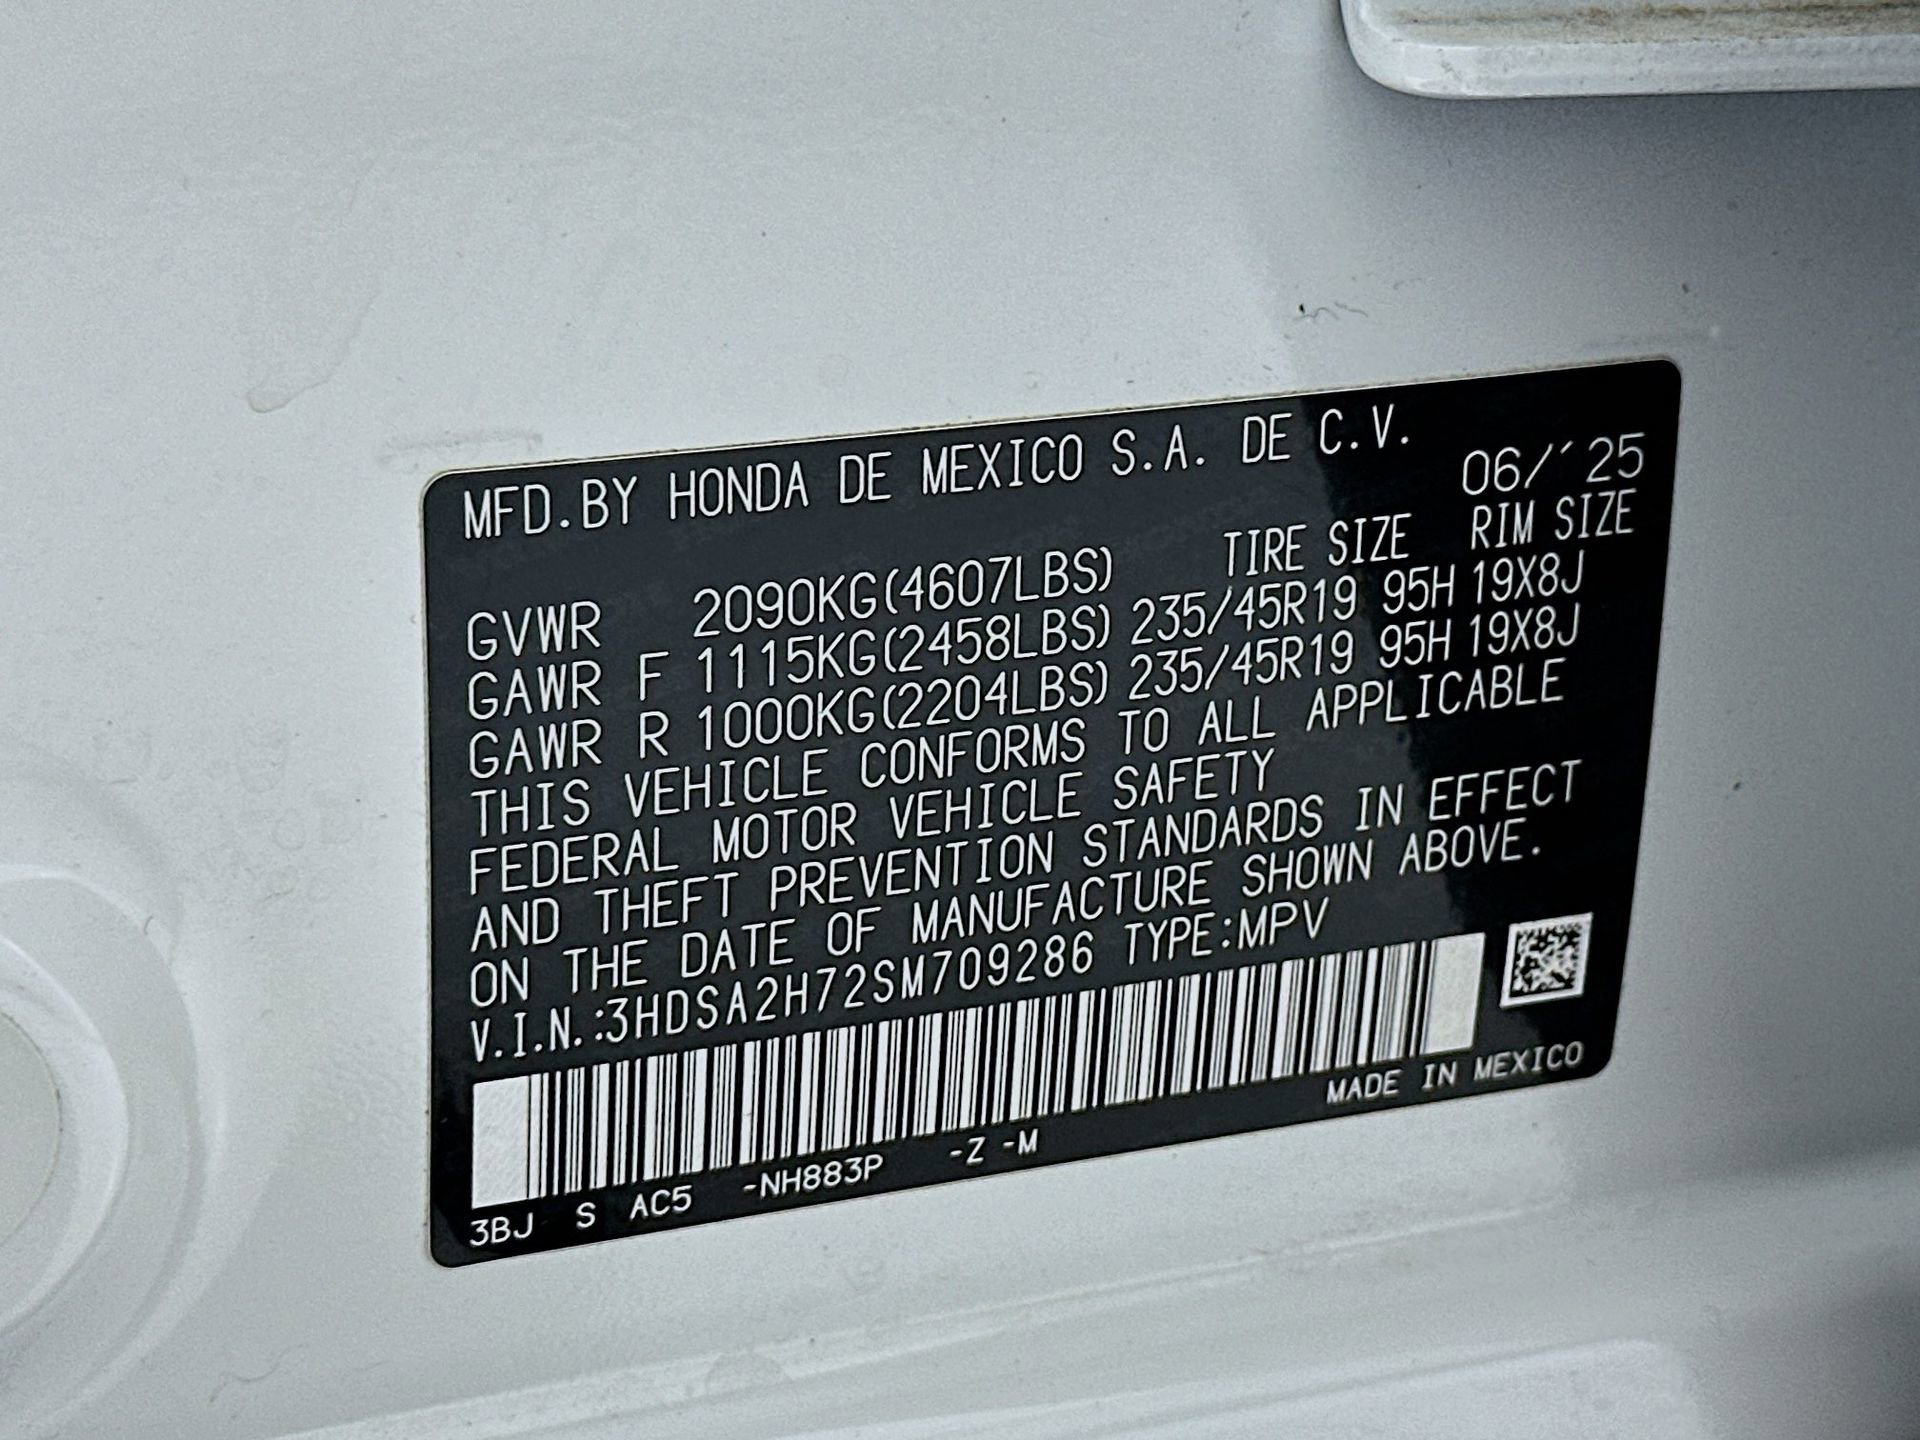 MFD.BY HONDA DE MEXICO S.A. DE C.V.
06/'25
TIRE SIZE RIM SIZE
GVWR 2090KG(4607LBS)
GAWR F 1115KG(2458LBS) 235/45R19 95H 19X8J
GAWR R 1000KG(2204LBS) 235/45R19 95H 19X8J
THIS VEHICLE CONFORMS TO ALL APPLICABLE
FEDERAL MOTOR VEHICLE SAFETY
AND THEFT PREVENTION STANDARDS IN EFFECT
ON THE DATE OF MANUFACTURE SHOWN ABOVE.
V.I.N.:3HDSA2H72SM709286 TYPE:MPV
MADE IN MEXICO
3BJ S AC5 -NH883P -Z -M